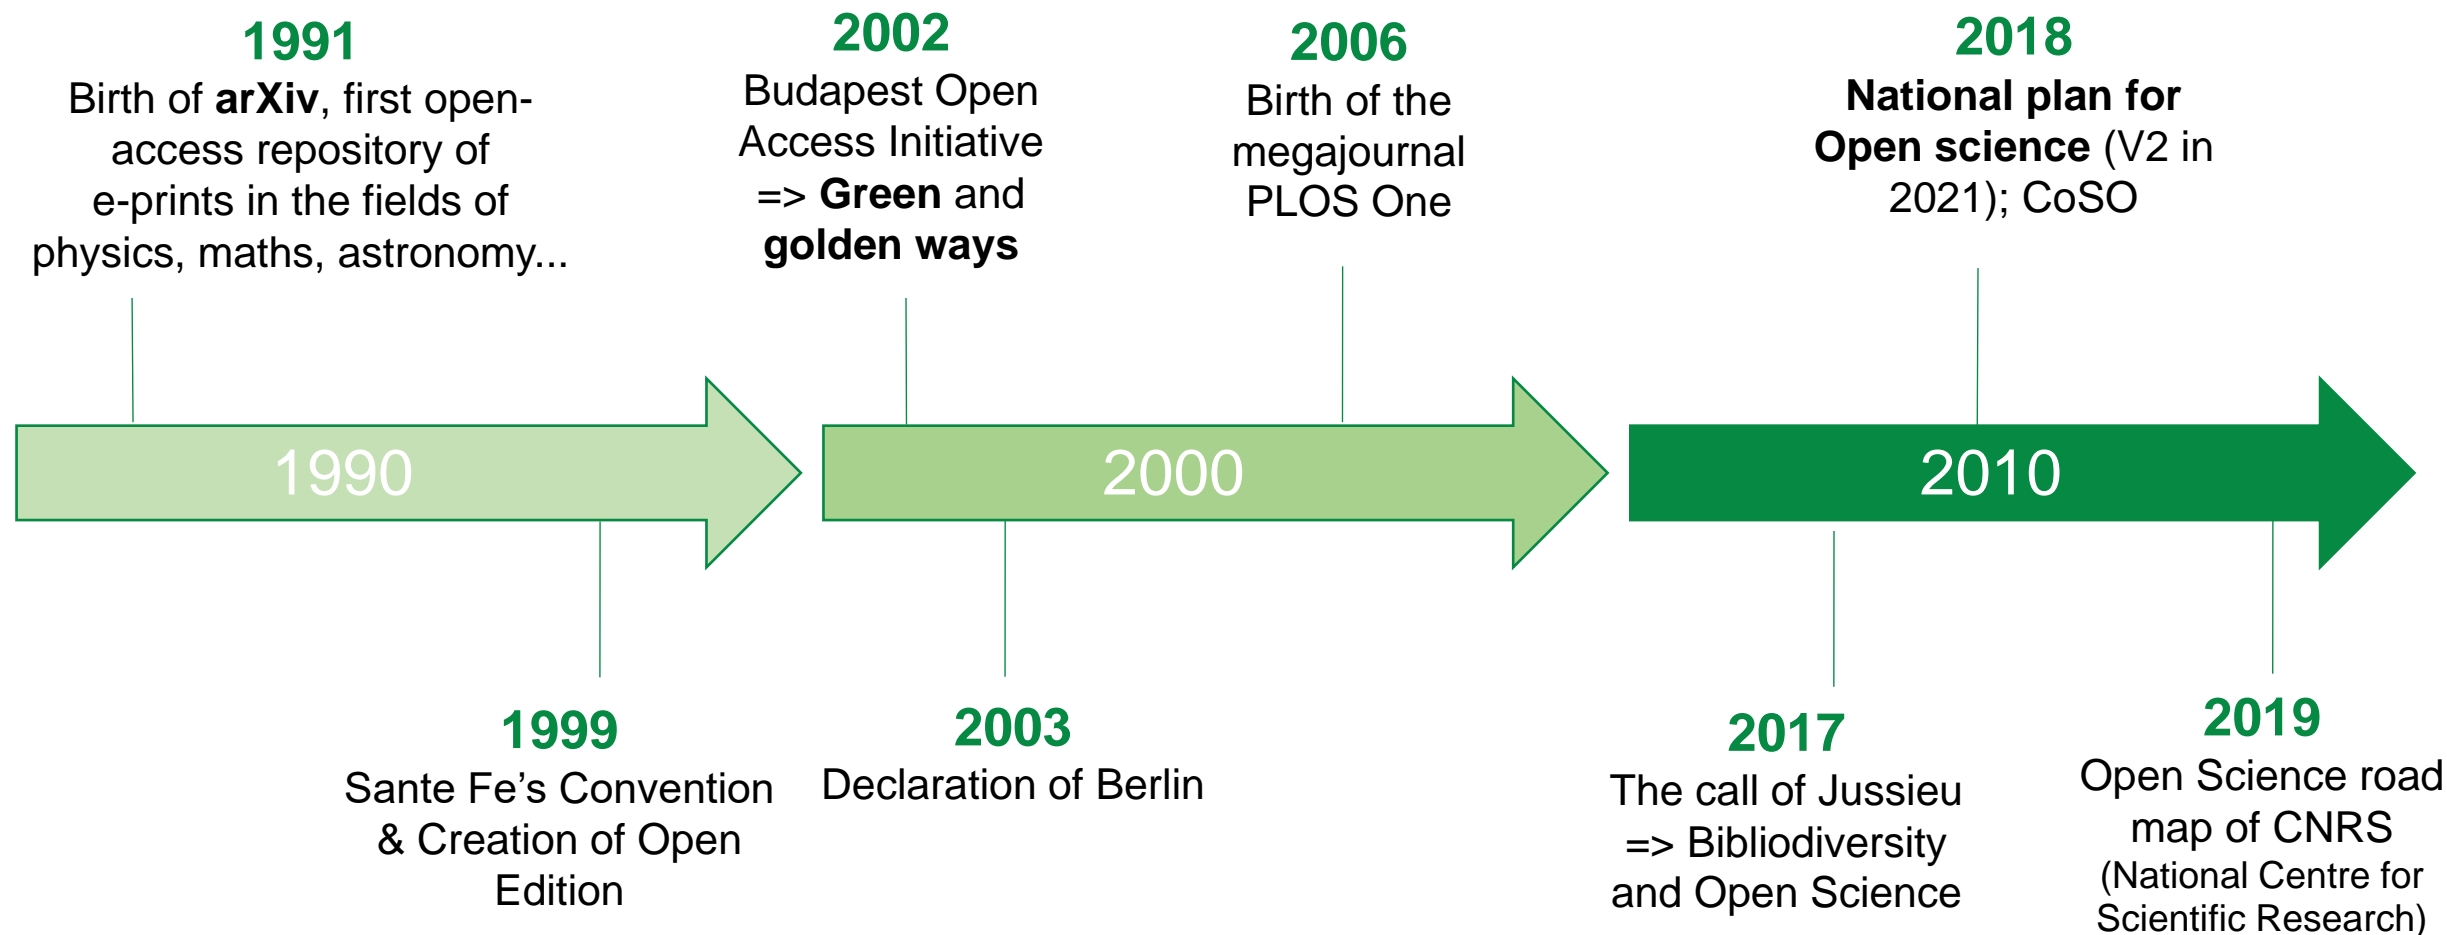 1991
Birth of arXiv, first open-
access repository of
e-prints in the fields of
physics, maths, astronomy...
2002
Budapest Open
Access Initiative
=> Green and
golden ways
2006
Birth of the
megajournal
PLOS One
2018
National plan for
Open science (V2 in
2021); CoSO
1990
2000
2010
1999
Sante Fe’s Convention
& Creation of Open
Edition
2003
Declaration of Berlin
2017
The call of Jussieu
=> Bibliodiversity
and Open Science
2019
Open Science road
map of CNRS
(National Centre for
Scientific Research)